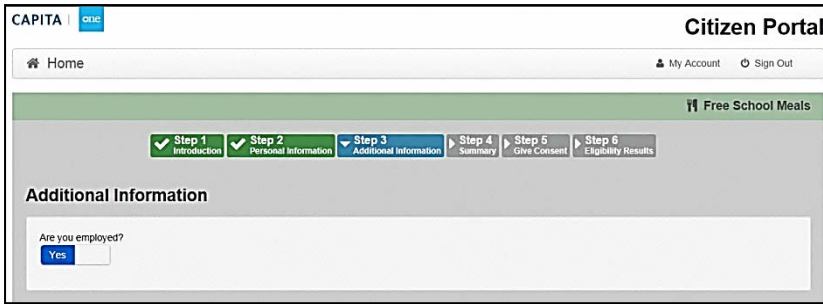 CAPITA one
Citizen Portal
Home
My Account Sign Out
Free School Meals
Step 1 Step 2 Step 3 Step 4 Step 5 Step 6
Introduction Personal Information Additional Information Summary Give Consent Eligibility Results
Additional Information
Are you employed?
Yes